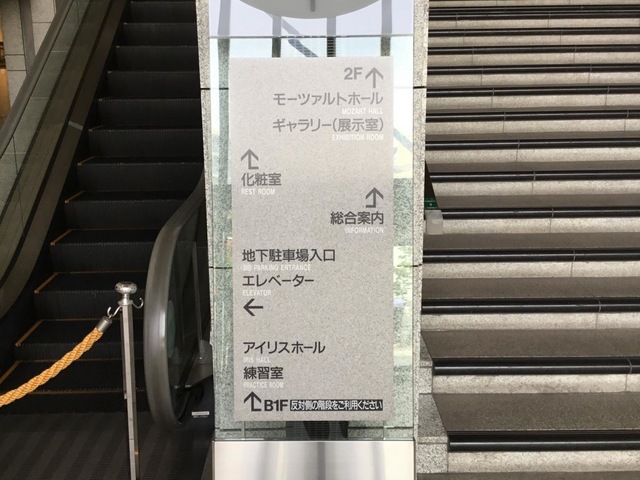 2F
モーツァルトホール
MOZART HALL
ギャラリー(展示室)
EXHIBITION ROOM
化粧室
REST ROOM
総合案内
INFORMATION
地下駐車場入口
PARKING ENTRANCE
エレベーター
ELEVATOR
アイリスホール
IRIS HALL
練習室
PRACTICE ROOM
B1F 反対側の階段をご利用ください